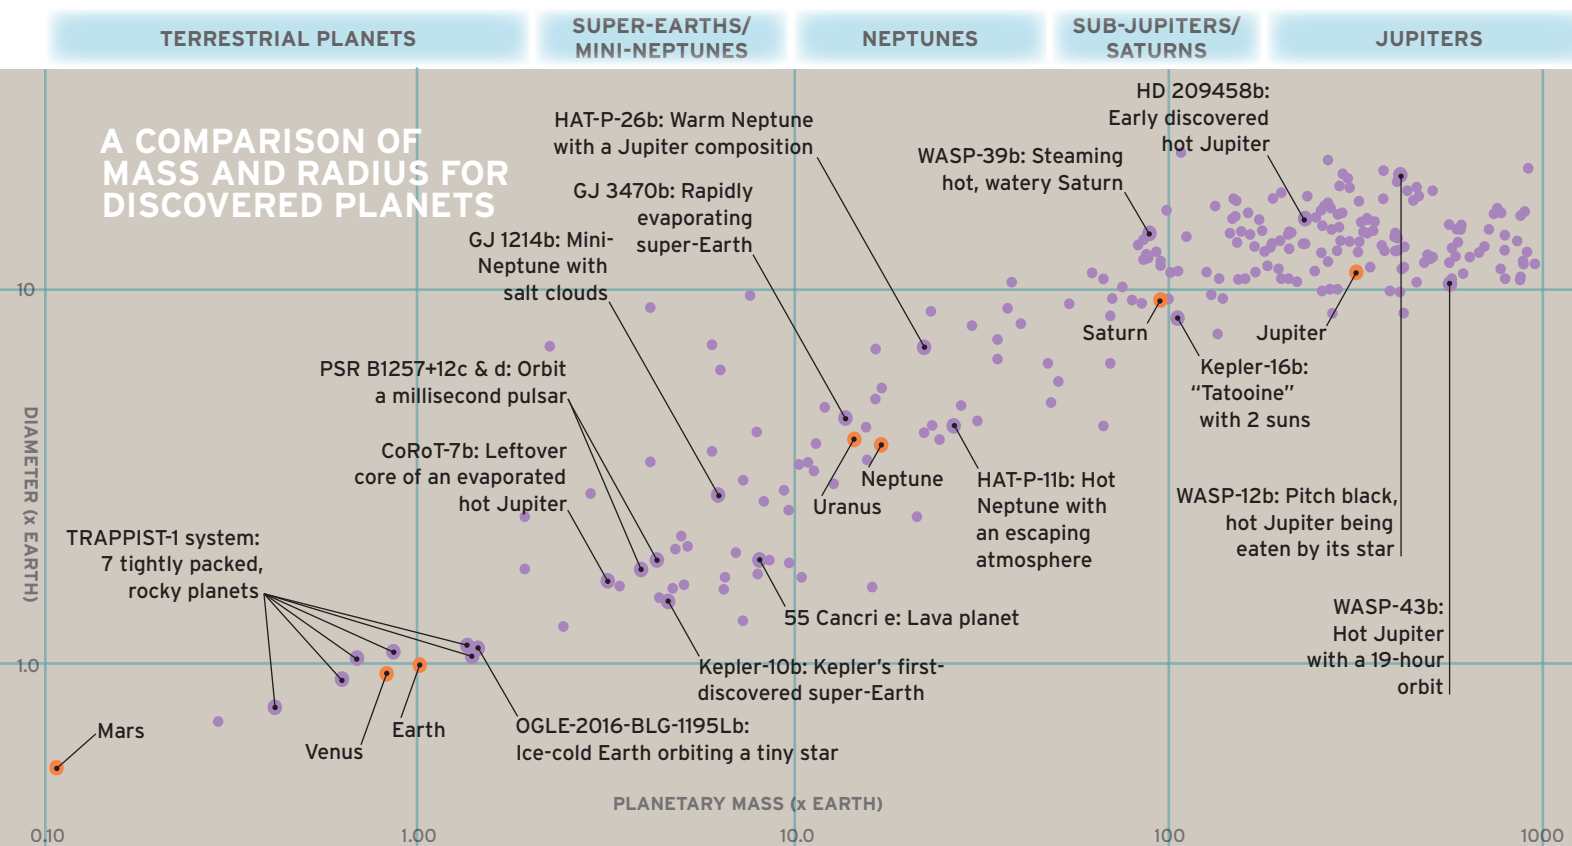 TERRESTRIAL PLANETS
SUPER-EARTHS/
MINI-NEPTUNES
NEPTUNES
SUB-JUPITERS/
SATURNS
JUPITERS
A COMPARISON OF
MASS AND RADIUS FOR
DISCOVERED PLANETS
HAT-P-26b: Warm Neptune
with a Jupiter composition
GJ 3470b: Rapidly
evaporating
super-Earth
GJ 1214b: Mini-
Neptune with
salt clouds
PSR B1257+12c & d: Orbit
a millisecond pulsar
CoRoT-7b: Leftover
core of an evaporated
hot Jupiter
TRAPPIST-1 system:
7 tightly packed,
rocky planets
Mars
Venus
Earth
OGLE-2016-BLG-1195Lb:
Ice-cold Earth orbiting a tiny star
Kepler-10b: Kepler's first-
discovered super-Earth
55 Cancri e: Lava planet
Uranus
Neptune
HAT-P-11b: Hot
Neptune with
an escaping
atmosphere
WASP-39b: Steaming
hot, watery Saturn
HD 209458b:
Early discovered
hot Jupiter
Saturn
Jupiter
Kepler-16b:
“Tatooine”
with 2 suns
WASP-12b: Pitch black,
hot Jupiter being
eaten by its star
WASP-43b:
Hot Jupiter
with a 19-hour
orbit
DIAMETER (x EARTH)
10
1.0
PLANETARY MASS (x EARTH)
0.10
1.00
10.0
100
1000